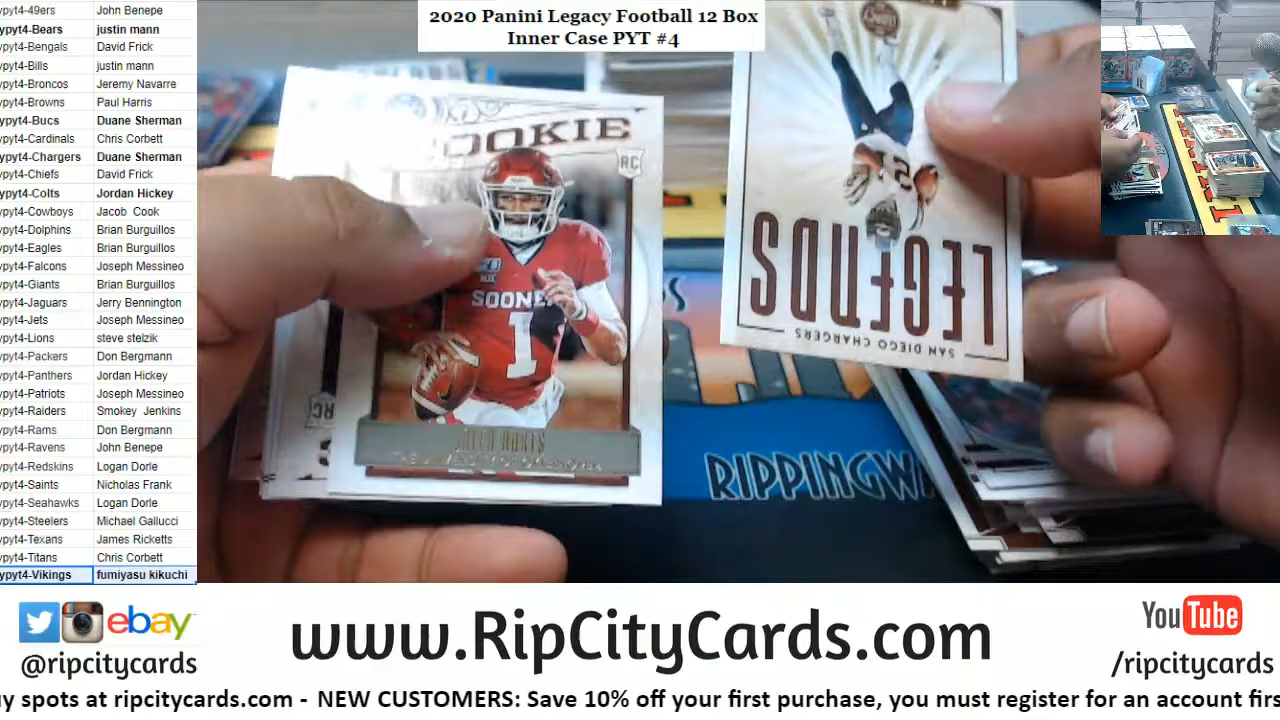 2020 Panini Legacy Football 12 Box
Inner Case PYT #4
ypyt4-49ers John Benepe
ypyt4-Bears justin mann
ypyt4-Bengals David Frick
ypyt4-Bills justin mann
ypyt4-Broncos Jeremy Navarre
ypyt4-Browns Paul Harris
ypyt4-Bucs Duane Sherman
ypyt4-Cardinals Chris Corbett
ypyt4-Chargers Duane Sherman
ypyt4-Chiefs David Frick
ypyt4-Colts Jordan Hickey
ypyt4-Cowboys Jacob Cook
ypyt4-Dolphins Brian Burguillos
ypyt4-Eagles Brian Burguillos
ypyt4-Falcons Joseph Messineo
ypyt4-Giants Brian Burguillos
ypyt4-Jaguars Jerry Bennington
ypyt4-Jets Joseph Messineo
ypyt4-Lions steve stelzik
ypyt4-Packers Don Bergmann
ypyt4-Panthers Jordan Hickey
ypyt4-Patriots Joseph Messineo
ypyt4-Raiders Smokey Jenkins
ypyt4-Rams Don Bergmann
ypyt4-Ravens John Benepe
ypyt4-Redskins Logan Dorle
ypyt4-Saints Nicholas Frank
ypyt4-Seahawks Logan Dorle
ypyt4-Steelers Michael Gallucci
ypyt4-Texans James Ricketts
ypyt4-Titans Chris Corbett
ypyt4-Vikings fumiyasu kikuchi
OOKIE
RC
SOONE
1
RC
LEGENDS
SAN DIEGO CHARGERS
RIPPINGW
ebay
@ripcitycards
www.RipCityCards.com
YouTube
/ripcitycards
y spots at ripcitycards.com - NEW CUSTOMERS: Save 10% off your first purchase, you must register for an account firs